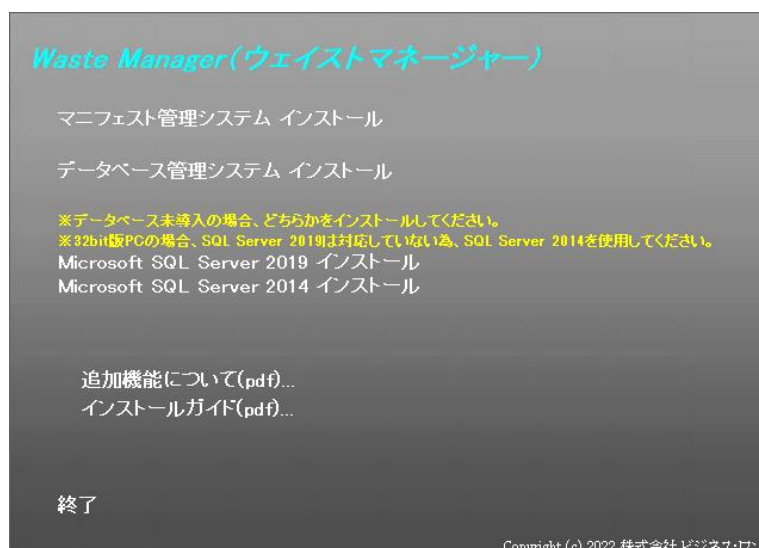 Waste Manager(ウェイストマネージャー)
マニフェスト管理システム インストール
データベース管理システム インストール
※データベース未導入の場合、どちらかをインストールしてください。
※32bit版PCの場合、SQL Server 2019は対応していない為、SQL Server 2014を使用してください。
Microsoft SQL Server 2019 インストール
Microsoft SQL Server 2014 インストール
追加機能について(pdf)...
インストールガイド(pdf)...
終了
Copyright (c) 2022 株式会社ビジネス・ワン